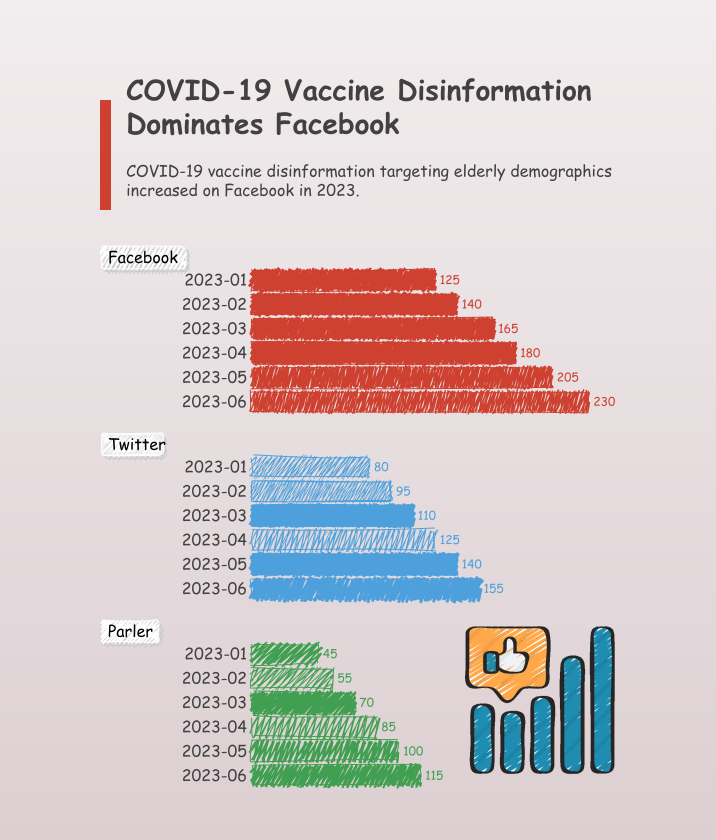 COVID-19 Vaccine Disinformation
Dominates Facebook
COVID-19 vaccine disinformation targeting elderly demographics
increased on Facebook in 2023.
Facebook
2023-01 125
2023-02 140
2023-03 165
2023-04 180
2023-05 205
2023-06 230
Twitter
2023-01 80
2023-02 95
2023-03 110
2023-04 125
2023-05 140
2023-06 155
Parler
2023-01 45
2023-02 55
2023-03 70
2023-04 85
2023-05 100
2023-06 115